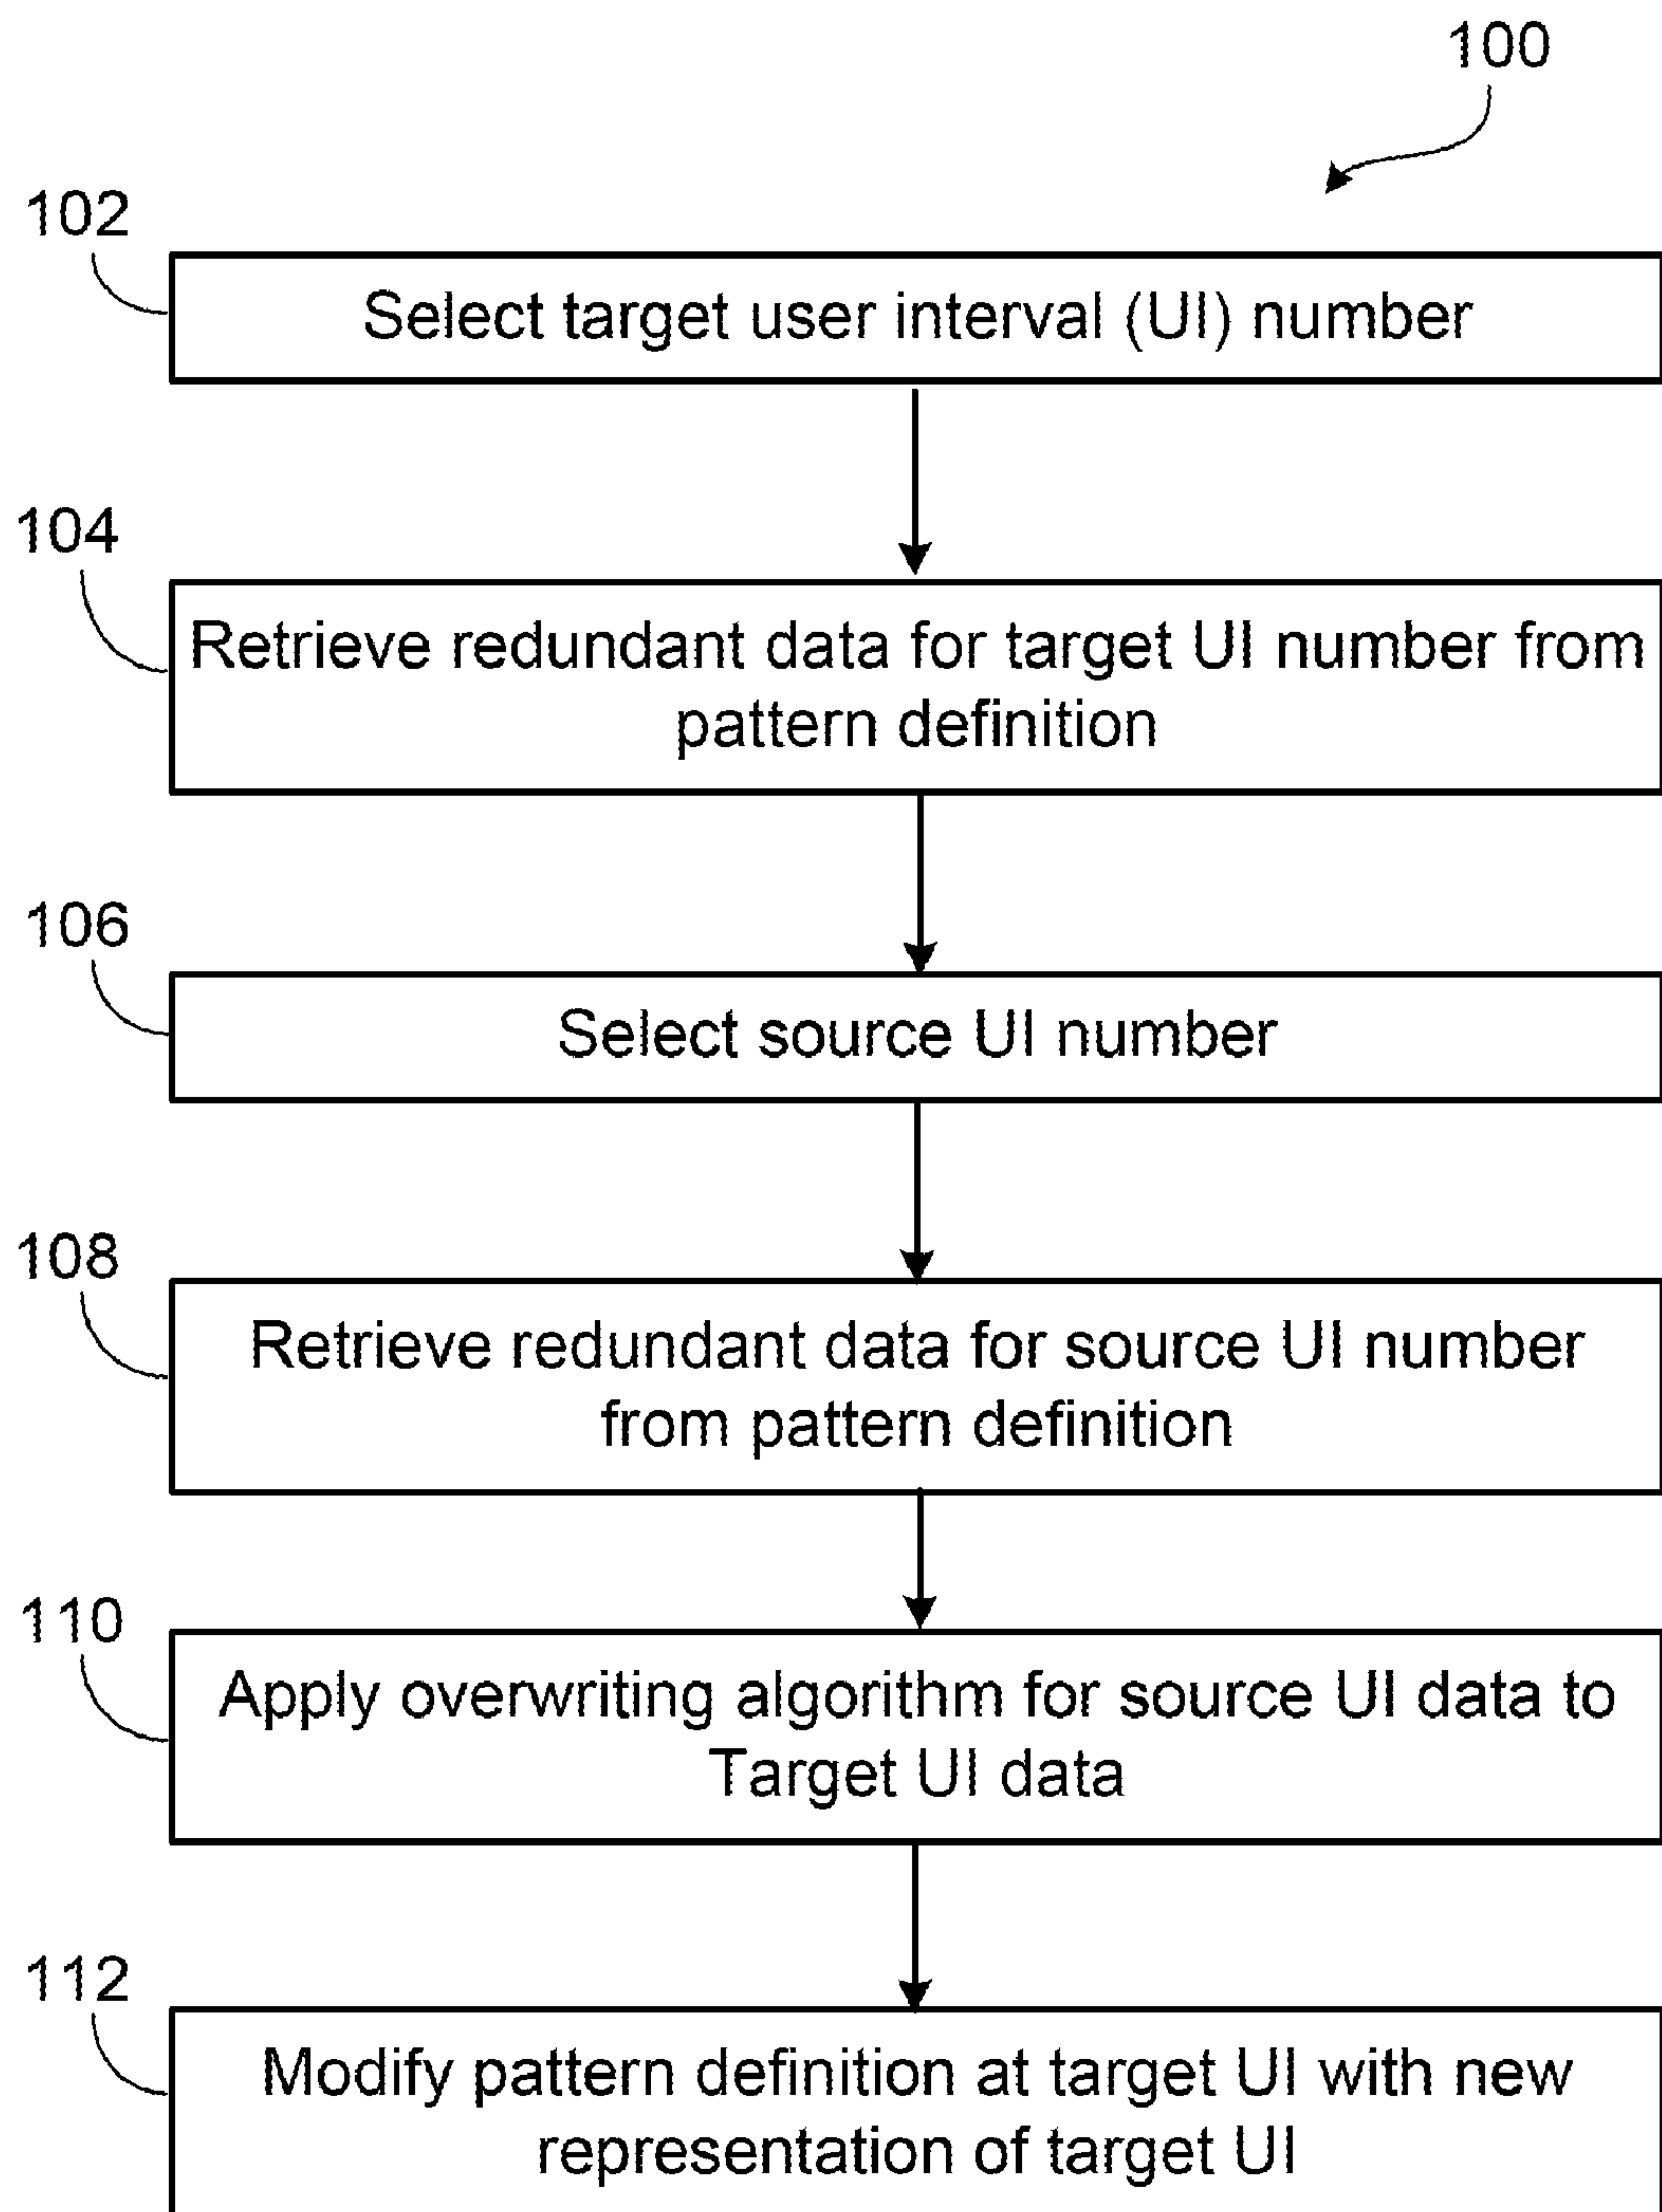 100
102
Select target user interval (UI) number
104
Retrieve redundant data for target UI number from
pattern definition
106
Select source UI number
108
Retrieve redundant data for source UI number
from pattern definition
110
Apply overwriting algorithm for source UI data to
Target UI data
112
Modify pattern definition at target UI with new
representation of target UI